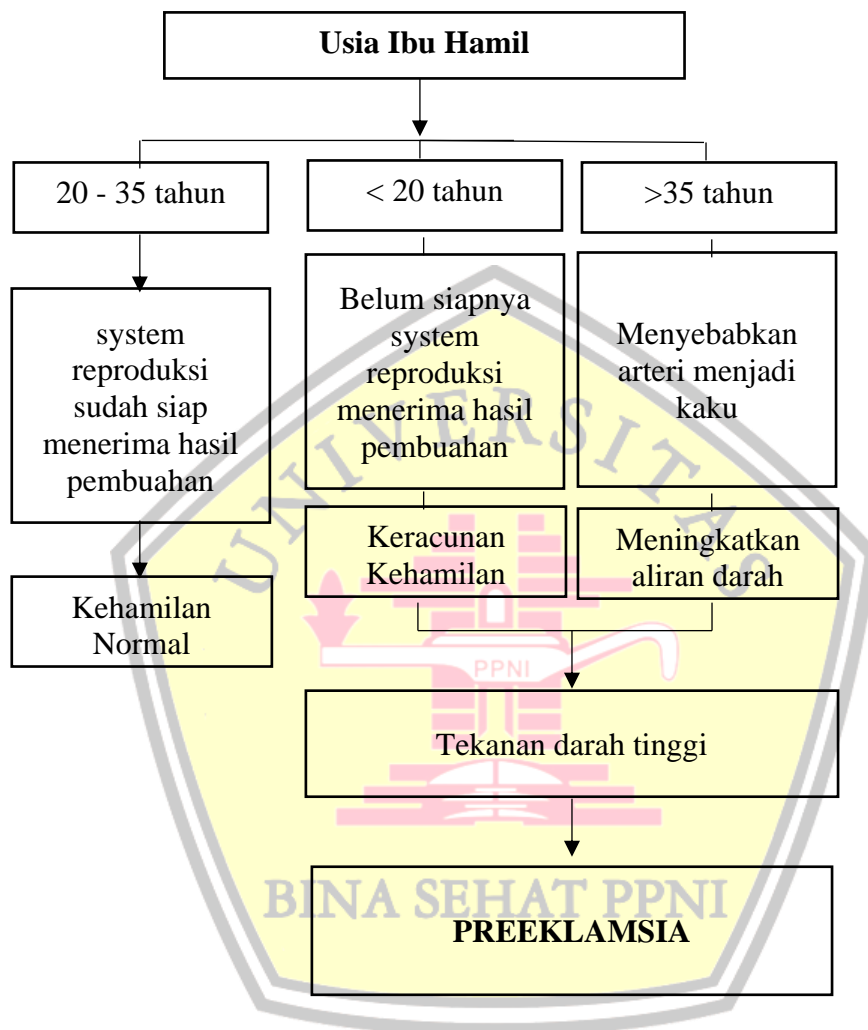 Usia Ibu Hamil
20 - 35 tahun
< 20 tahun
>35 tahun
system
reproduksi
sudah siap
menerima hasil
pembuahan
Belum siapnya
system
reproduksi
menerima hasil
pembuahan
Menyebabkan
arteri menjadi
kaku
Keracunan
Kehamilan
Meningkatkan
aliran darah
Kehamilan
Normal
Tekanan darah tinggi
PREEKLAMSIA
UNIVERSITAS
PPNI
BINA SEHAT PPNI